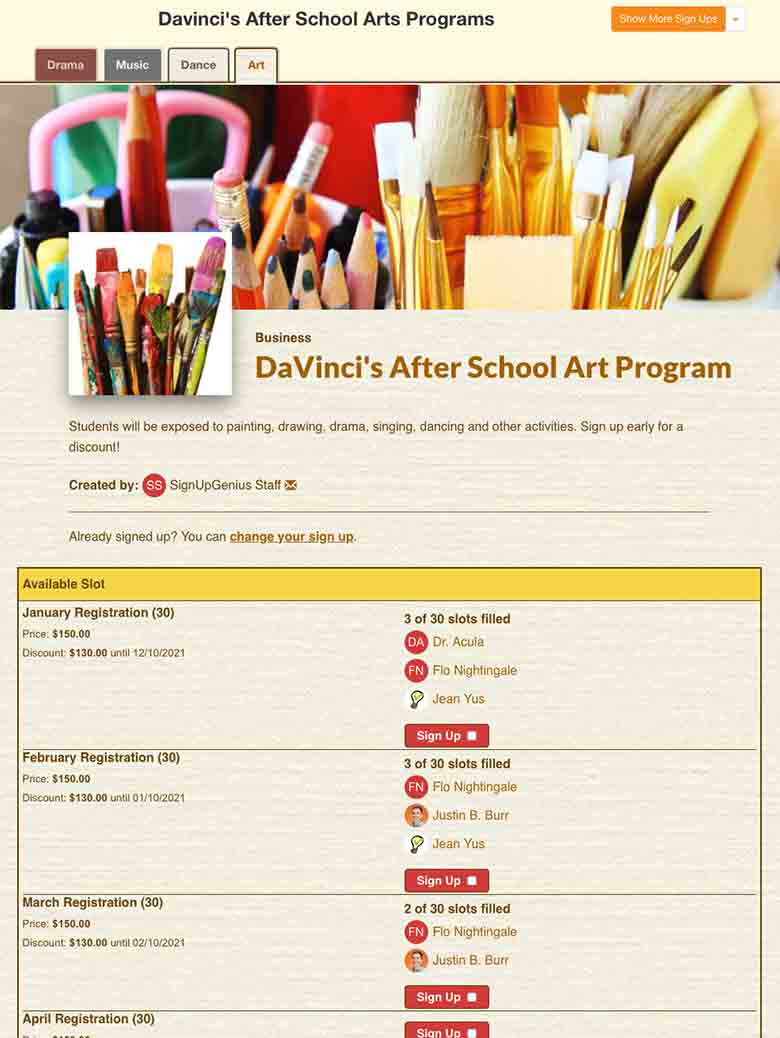 Davinci's After School Arts Programs
Show More Sign Ups
Drama
Music
Dance
Art
Business
DaVinci's After School Art Program
Students will be exposed to painting, drawing, drama, singing, dancing and other activities. Sign up early for a
discount!
Created by: SS SignUpGenius Staff
Already signed up? You can change your sign up.
Available Slot
January Registration (30)
Price: $150.00
Discount: $130.00 until 12/10/2021
3 of 30 slots filled
DA Dr. Acula
FN Flo Nightingale
Jean Yus
Sign Up
February Registration (30)
Price: $150.00
Discount: $130.00 until 01/10/2021
3 of 30 slots filled
FN Flo Nightingale
Justin B. Burr
Jean Yus
Sign Up
March Registration (30)
Price: $150.00
Discount: $130.00 until 02/10/2021
2 of 30 slots filled
FN Flo Nightingale
Justin B. Burr
Sign Up
April Registration (30)
Sign Up